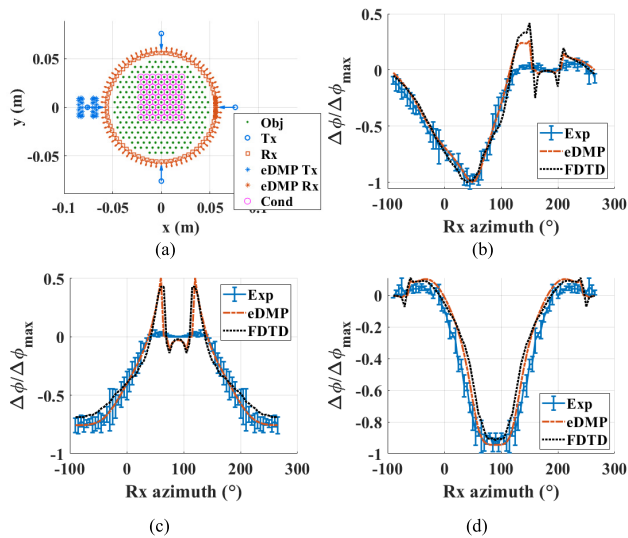 0.05
0
-0.05
y (m)
-0.1
-0.05
0
0.05
0.1
x (m)
Obj
Tx
Rx
eDMP Tx
eDMP Rx
Cond
(a)
0.5
0
-0.5
-1
Δϕ/Δϕmax
-100
0
100
200
300
Rx azimuth (°)
Exp
eDMP
FDTD
(b)
0.5
0
-0.5
-1
Δϕ/Δϕmax
-100
0
100
200
300
Rx azimuth (°)
Exp
eDMP
FDTD
(c)
0
-0.2
-0.4
-0.6
-0.8
-1
Δϕ/Δϕmax
-100
0
100
200
300
Rx azimuth (°)
Exp
eDMP
FDTD
(d)